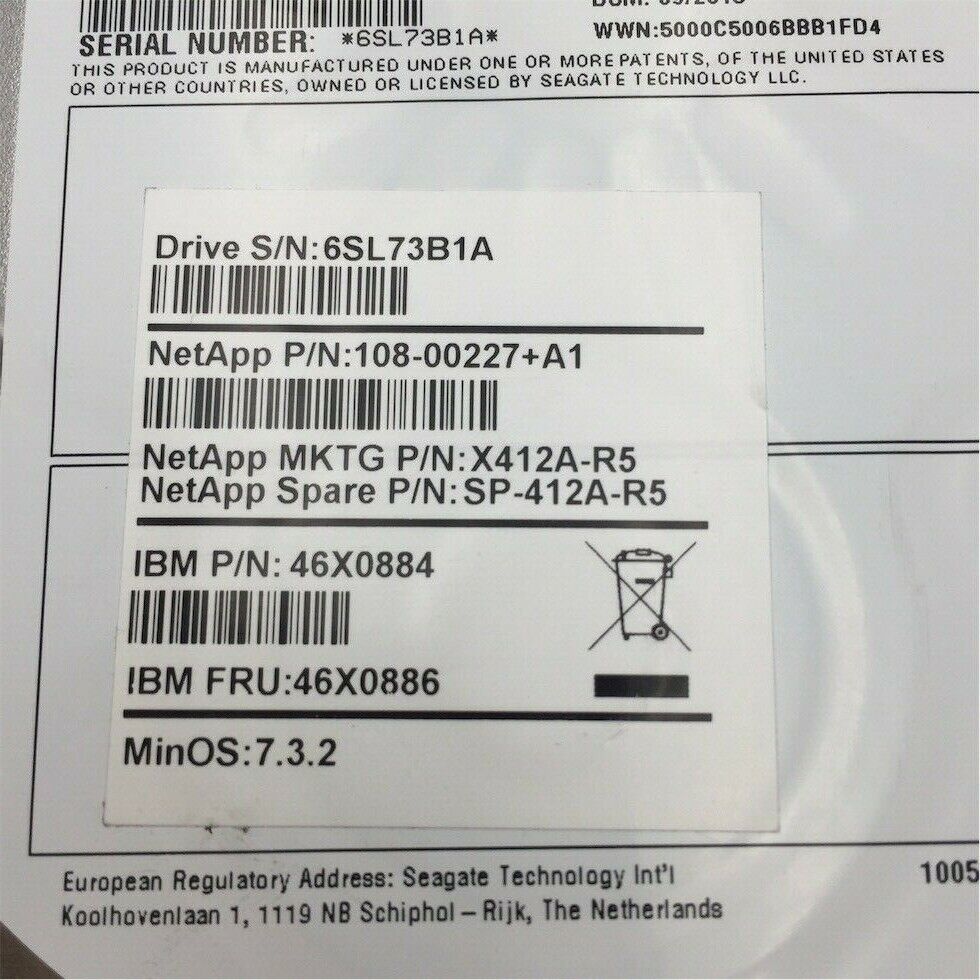 SERIAL NUMBER: *6SL73B1A*
WWN:5000C5006BBB1FD4
THIS PRODUCT IS MANUFACTURED UNDER ONE OR MORE PATENTS, OF THE UNITED STATES
OR OTHER COUNTRIES, OWNED OR LICENSED BY SEAGATE TECHNOLOGY LLC.
Drive S/N:6SL73B1A
NetApp P/N:108-00227+A1
NetApp MKTG P/N:X412A-R5
NetApp Spare P/N:SP-412A-R5
IBM P/N: 46X0884
IBM FRU:46X0886
MinOS:7.3.2
European Regulatory Address: Seagate Technology Int'l
1005
Koolhovenlaan 1, 1119 NB Schiphol – Rijk, The Netherlands